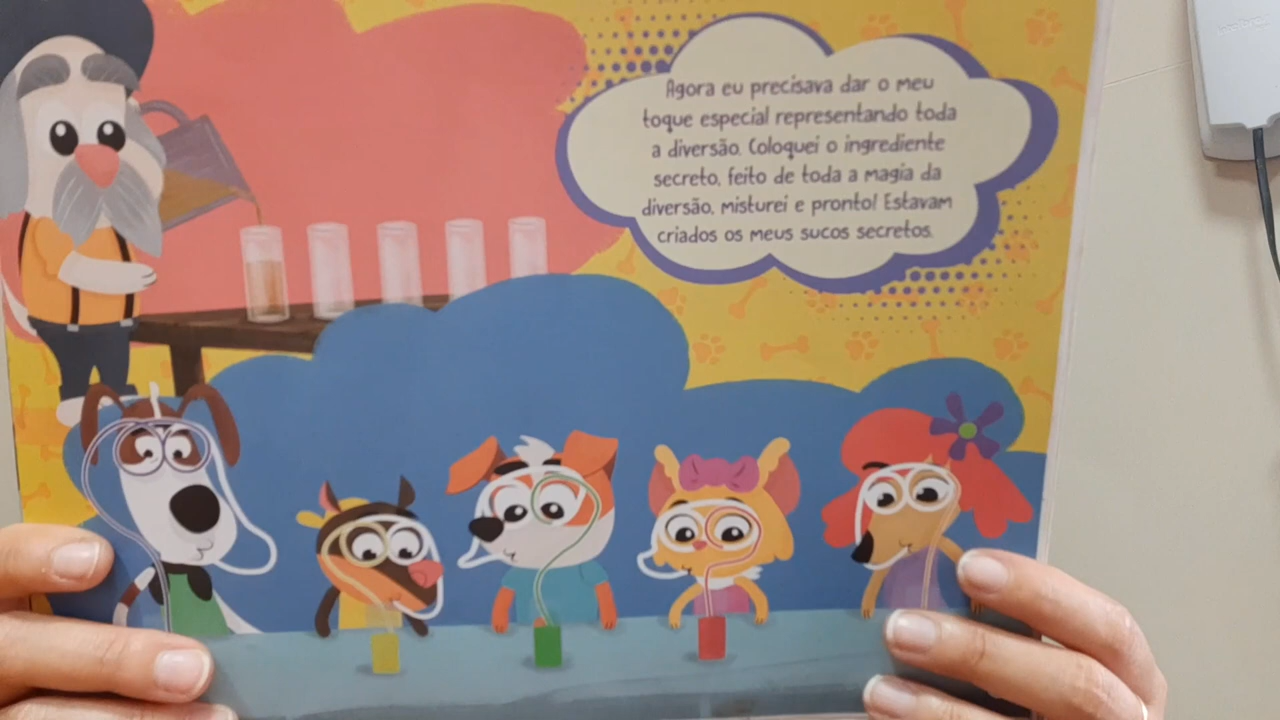 Agora eu precisava dar o meu
toque especial representando toda
a diversão. Coloquei o ingrediente
secreto, feito de toda a magia da
diversão, misturei e pronto! Estavam
criados os meus sucos secretos.
intelbras